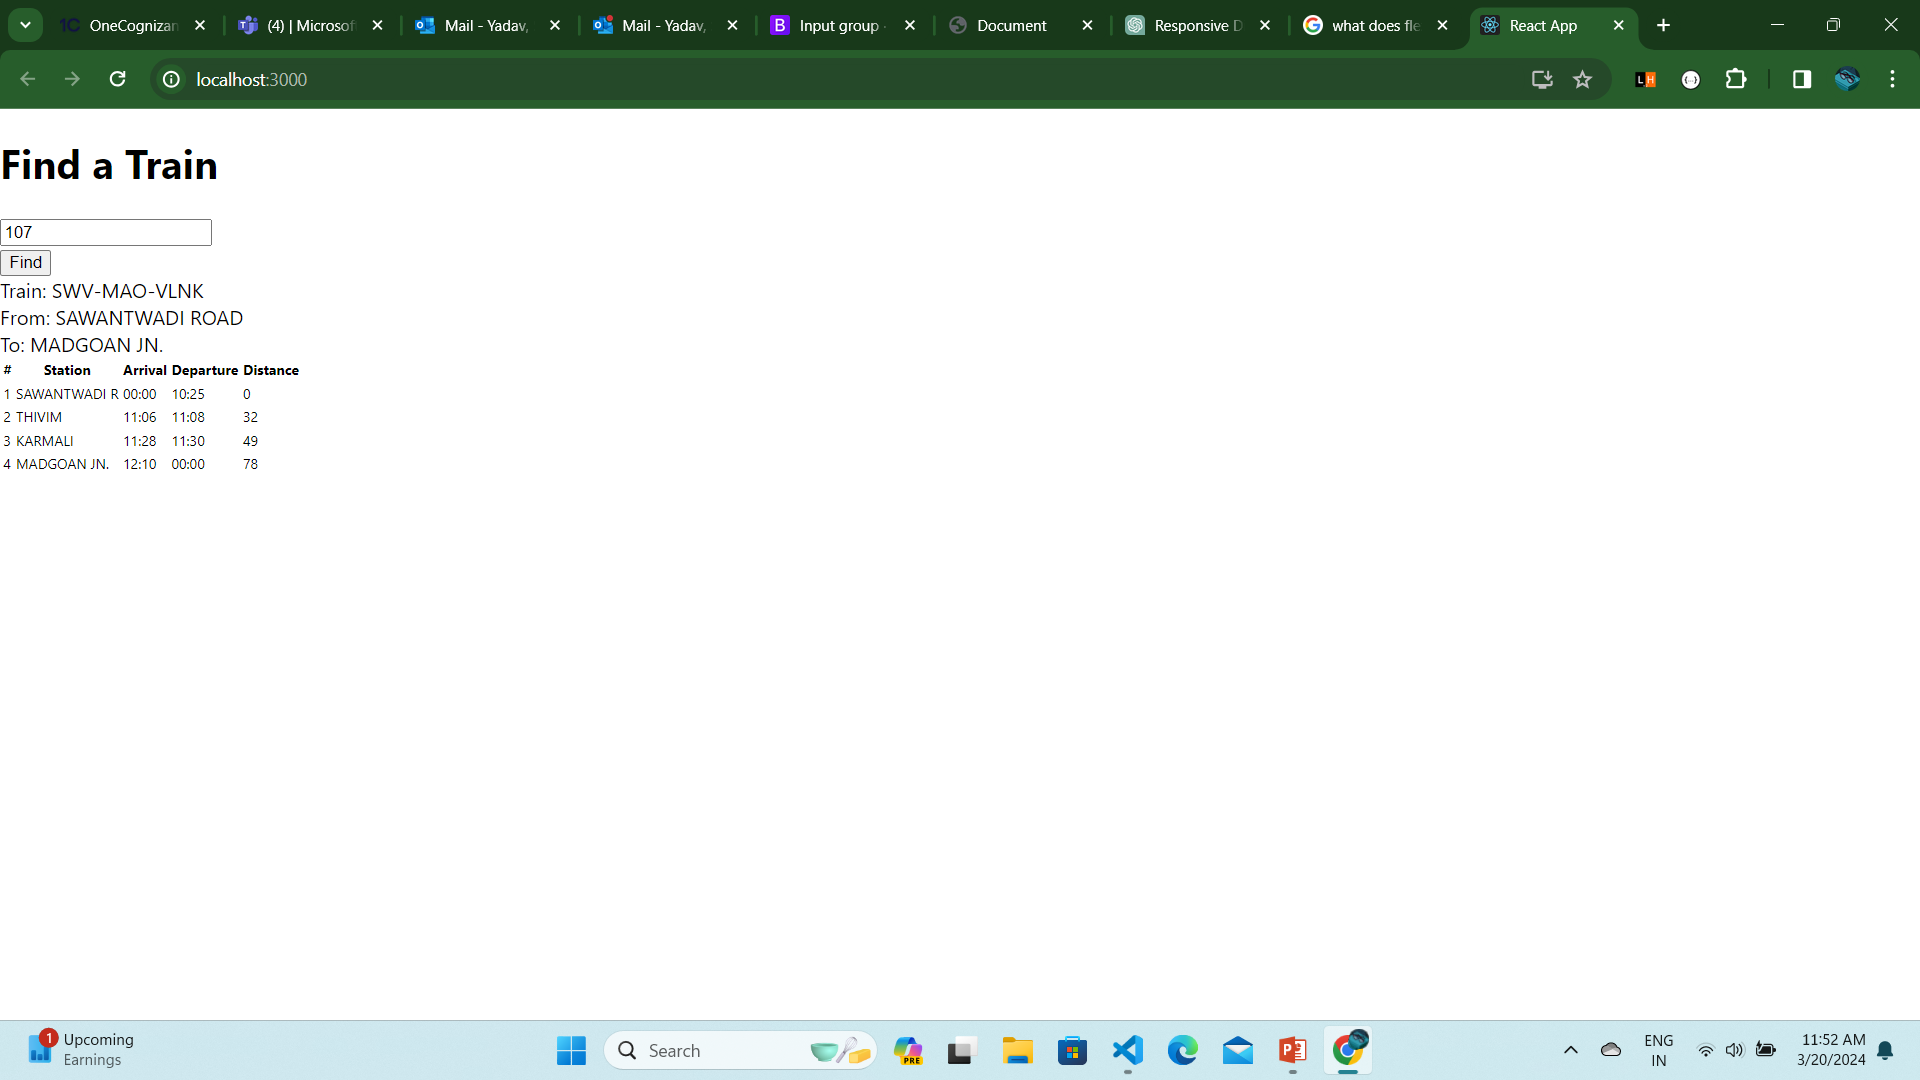 OneCognizan
(4) | Microsof
Mail - Yadav,
Mail - Yadav,
Input group ·
Document
Responsive D
what does fle
React App
localhost:3000
Find a Train
107
Find
Train: SWV-MAO-VLNK
From: SAWANTWADI ROAD
To: MADGOAN JN.
# Station Arrival Departure Distance
1 SAWANTWADI R 00:00 10:25 0
2 THIVIM 11:06 11:08 32
3 KARMALI 11:28 11:30 49
4 MADGOAN JN. 12:10 00:00 78
1
Upcoming
Earnings
Search
PRE
ENG
IN
11:52 AM
3/20/2024